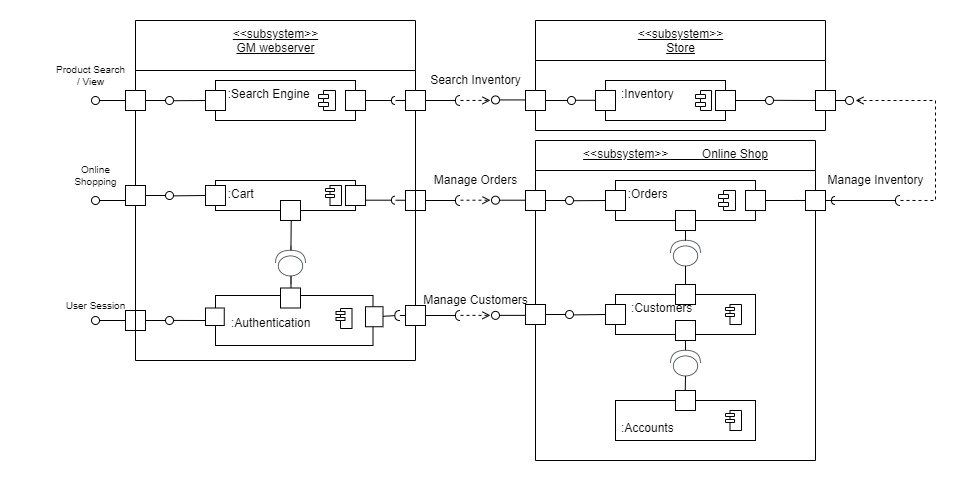 <<subsystem>>
GM webserver
<<subsystem>>
Store
Product Search
/ View
:Search Engine
Search Inventory
:Inventory
<<subsystem>> Online Shop
Online
Shopping
:Cart
Manage Orders
:Orders
Manage Inventory
User Session
:Authentication
Manage Customers
:Customers
:Accounts